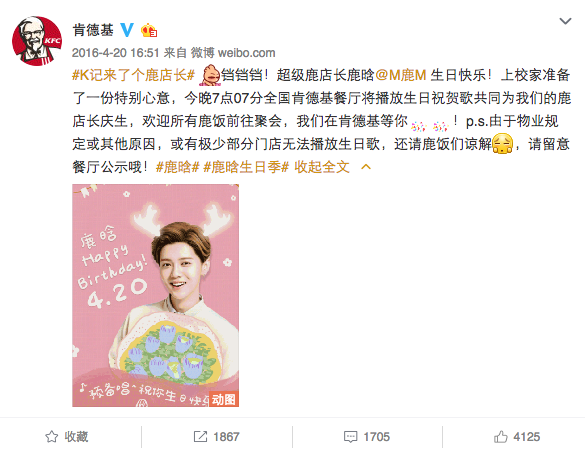 肯德基
2016-4-20 16:51 来自 微博 weibo.com
#K记来了个鹿店长# 铛铛铛！超级鹿店长鹿晗@M鹿M 生日快乐！上校家准备
了一份特别心意，今晚7点07分全国肯德基餐厅将播放生日祝贺歌共同为我们的鹿
店长庆生，欢迎所有鹿饭前往聚会，我们在肯德基等你！p.s.由于物业规
定或其他原因，或有极少部分门店无法播放生日歌，还请鹿饭们谅解，请留意
餐厅公示哦！#鹿晗# #鹿晗生日季# 收起全文
鹿晗
Happy
Birthday!
4.20
预备唱~祝你生日快乐
动图
收藏
1867
1705
4125
KFC